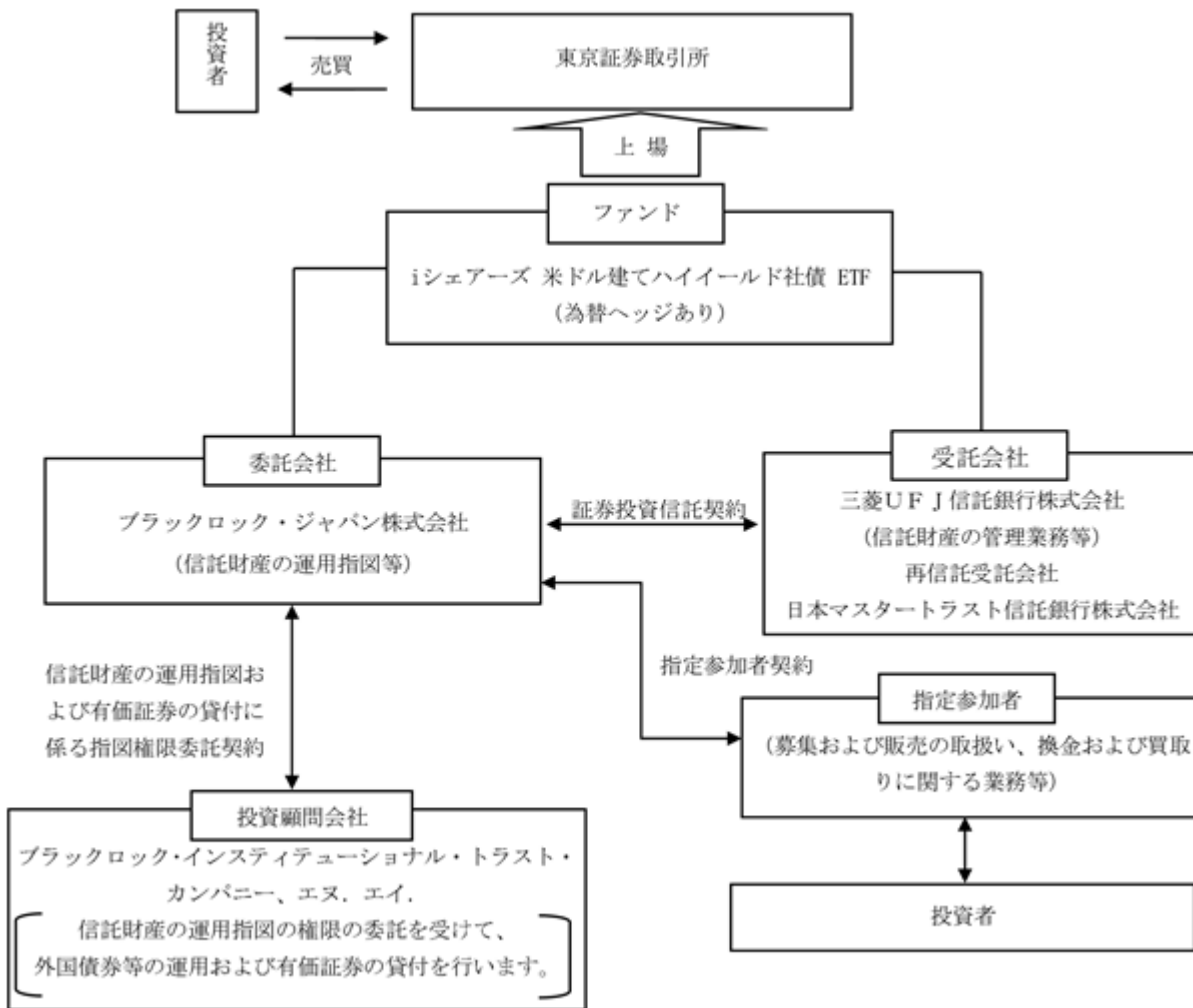 投資者
売買
東京証券取引所
上 場
ファンド
iシェアーズ 米ドル建てハイイールド社債 ETF
（為替ヘッジあり）
委託会社
ブラックロック・ジャパン株式会社
（信託財産の運用指図等）
証券投資信託契約
受託会社
三菱ＵＦＪ信託銀行株式会社
（信託財産の管理業務等）
再信託受託会社
日本マスタートラスト信託銀行株式会社
信託財産の運用指図お
よび有価証券の貸付に
係る指図権限委託契約
指定参加者契約
指定参加者
（募集および販売の取扱い、換金および買取
りに関する業務等）
投資顧問会社
ブラックロック・インスティテューショナル・トラスト・
カンパニー、エヌ．エイ．
信託財産の運用指図の権限の委託を受けて、
外国債券等の運用および有価証券の貸付を行います。
投資者